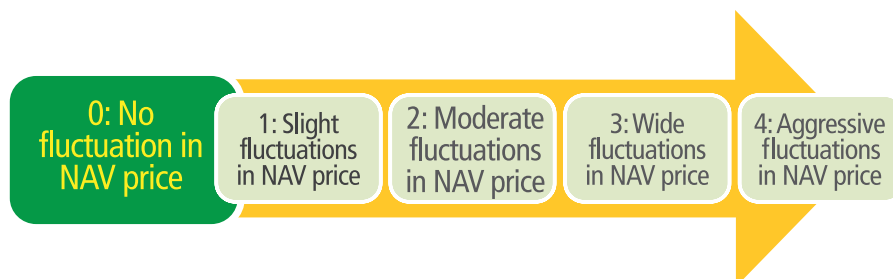 0: No
fluctuation in
NAV price
1: Slight
fluctuations
in NAV price
2: Moderate
fluctuations
in NAV price
3: Wide
fluctuations
in NAV price
4: Aggressive
fluctuations
in NAV price